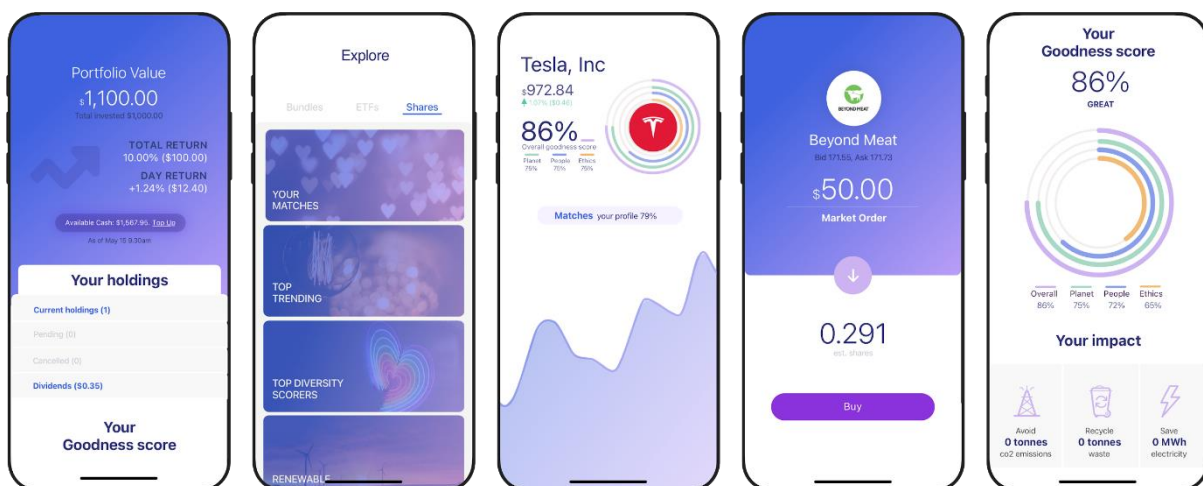 Portfolio Value
$1,100.00
Total invested $1,000.00
TOTAL RETURN
10.00% ($100.00)
DAY RETURN
+1.24% ($12.40)
Available Cash: $1,567.95. Top Up
As of May 15 9:30am
Your holdings
Current holdings (1)
Pending (0)
Cancelled (0)
Dividends ($0.35)
Your
Goodness score
Explore
Bundles ETFs Shares
YOUR
MATCHES
TOP
TRENDING
TOP DIVERSITY
SCORERS
RENEWABLE
Tesla, Inc
$972.84
86%
Overall goodness score
Planet People Ethics
75% 70% 75%
Matches your profile 79%
BEYOND MEAT
Beyond Meat
Bid 171.55, Ask 171.73
$50.00
Market Order
0.291
est. shares
Buy
Your
Goodness score
86%
GREAT
Overall Planet People Ethics
86% 75% 72% 65%
Your impact
Avoid
0 tonnes
co2 emissions
Recycle
0 tonnes
waste
Save
0 MWh
electricity